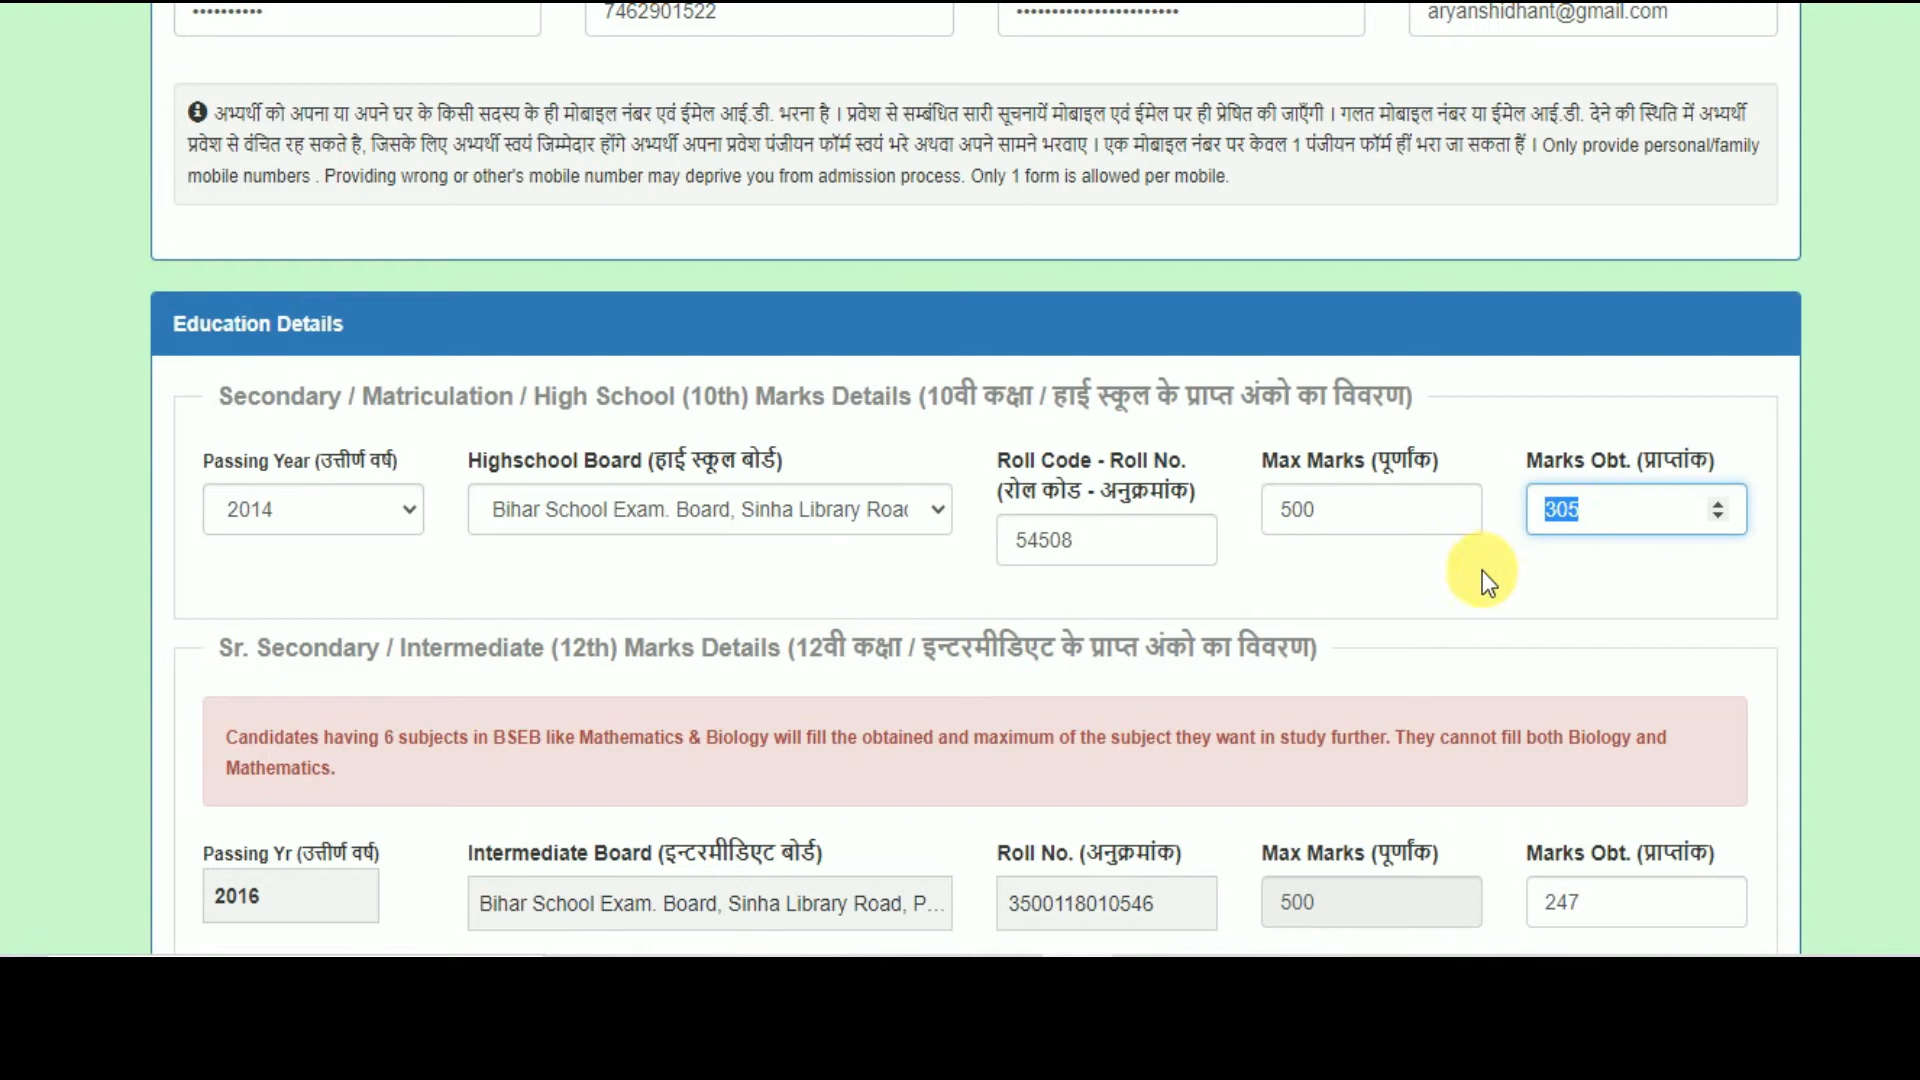 ••••••••••
7462901522
•••••••••••••••••••••••
aryanshidhant@gmail.com
अभ्यर्थी को अपना या अपने घर के किसी सदस्य के ही मोबाइल नंबर एवं ईमेल आई.डी. भरना है । प्रवेश से सम्बंधित सारी सूचनायें मोबाइल एवं ईमेल पर ही प्रेषित की जाएँगी । गलत मोबाइल नंबर या ईमेल आई.डी. देने की स्थिति में अभ्यर्थी
प्रवेश से वंचित रह सकते है, जिसके लिए अभ्यर्थी स्वयं जिम्मेदार होंगे अभ्यर्थी अपना प्रवेश पंजीयन फॉर्म स्वयं भरे अथवा अपने सामने भरवाए । एक मोबाइल नंबर पर केवल 1 पंजीयन फॉर्म हीं भरा जा सकता हैं । Only provide personal/family
mobile numbers . Providing wrong or other's mobile number may deprive you from admission process. Only 1 form is allowed per mobile.
Education Details
Secondary / Matriculation / High School (10th) Marks Details (10वी कक्षा / हाई स्कूल के प्राप्त अंको का विवरण)
Passing Year (उत्तीर्ण वर्ष)
2014
Highschool Board (हाई स्कूल बोर्ड)
Bihar School Exam. Board, Sinha Library Road
Roll Code - Roll No.
(रोल कोड - अनुक्रमांक)
54508
Max Marks (पूर्णांक)
500
Marks Obt. (प्राप्तांक)
305
Sr. Secondary / Intermediate (12th) Marks Details (12वी कक्षा / इन्टरमीडिएट के प्राप्त अंको का विवरण)
Candidates having 6 subjects in BSEB like Mathematics & Biology will fill the obtained and maximum of the subject they want in study further. They cannot fill both Biology and
Mathematics.
Passing Yr (उत्तीर्ण वर्ष)
2016
Intermediate Board (इन्टरमीडिएट बोर्ड)
Bihar School Exam. Board, Sinha Library Road, P...
Roll No. (अनुक्रमांक)
3500118010546
Max Marks (पूर्णांक)
500
Marks Obt. (प्राप्तांक)
247